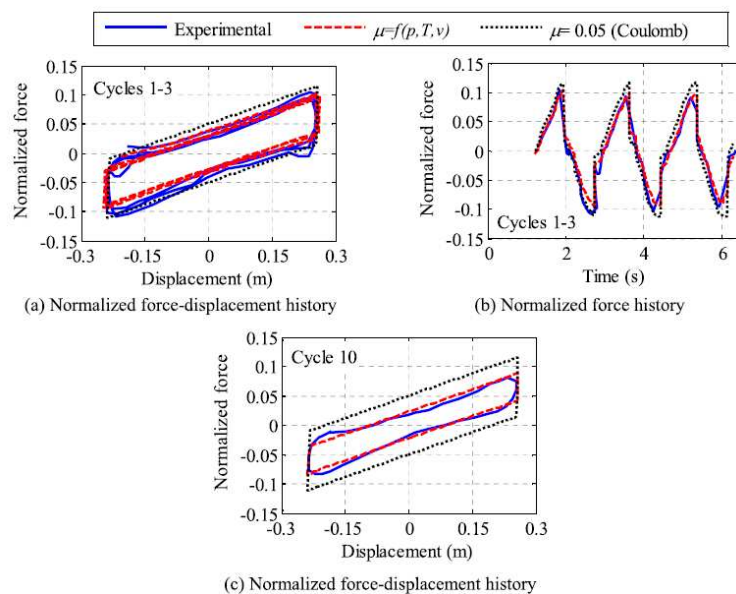 Experimental μ=f(p,T,v) μ= 0.05 (Coulomb)
Cycles 1-3
0.15
0.1
0.05
0
-0.05
-0.1
-0.15
Normalized force
-0.3 -0.15 0 0.15 0.3
Displacement (m)
(a) Normalized force-displacement history
0.15
0.1
0.05
0
-0.05
-0.1
-0.15
Normalized force
Cycles 1-3
0 2 4 6
Time (s)
(b) Normalized force history
Cycle 10
0.15
0.1
0.05
0
-0.05
-0.1
-0.15
Normalized force
-0.3 -0.15 0 0.15 0.3
Displacement (m)
(c) Normalized force-displacement history